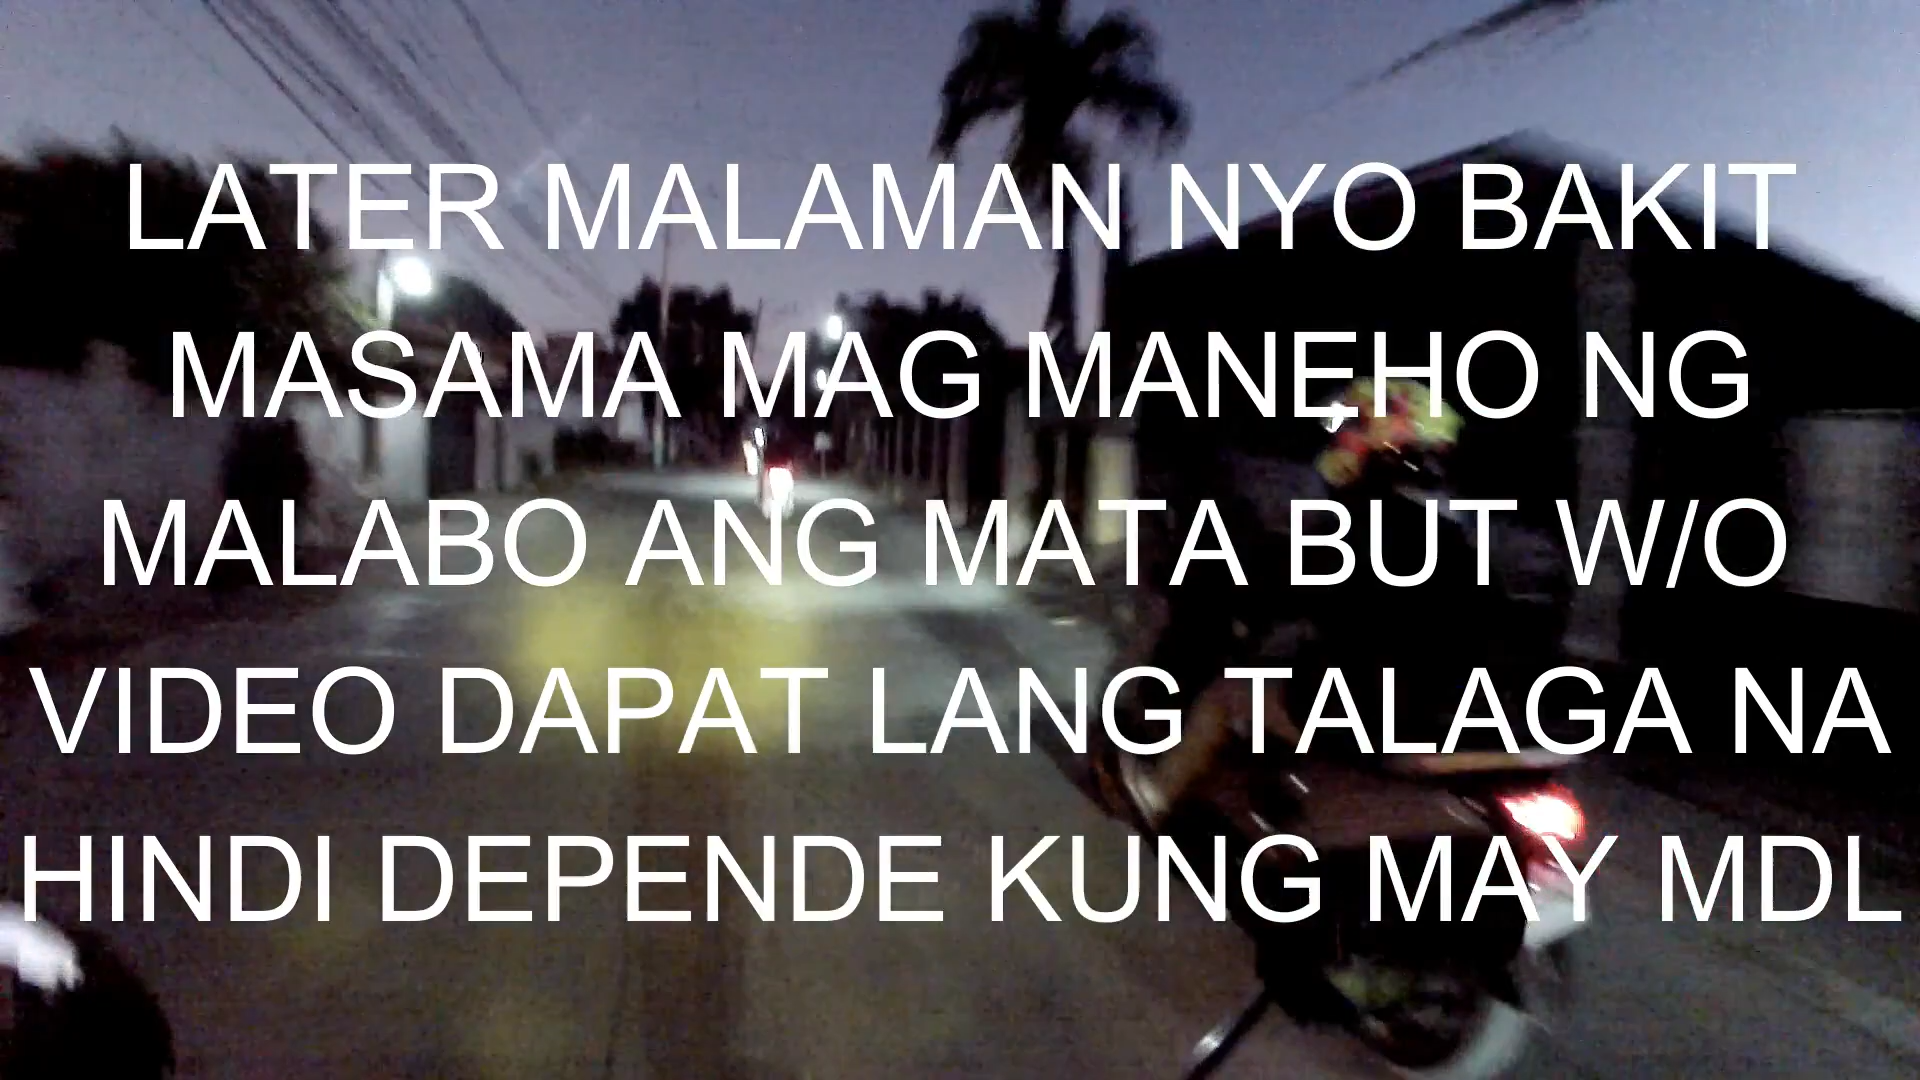 LATER MALAMAN NYO BAKIT
MASAMA MAG MANEHO NG
MALABO ANG MATA BUT W/O
VIDEO DAPAT LANG TALAGA NA
HINDI DEPENDE KUNG MAY MDL